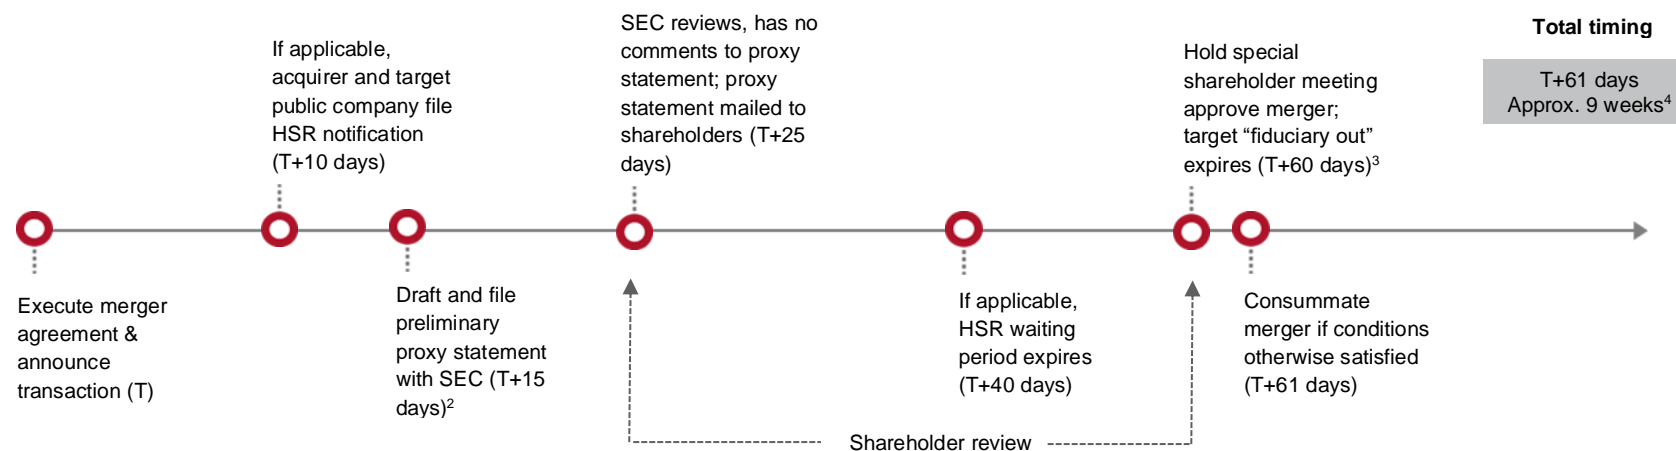 If applicable,
acquirer and target
public company file
HSR notification
(T+10 days)
SEC reviews, has no
comments to proxy
statement; proxy
statement mailed to
shareholders (T+25
days)
Hold special
shareholder meeting
approve merger;
target “fiduciary out”
expires (T+60 days)³
Total timing
T+61 days
Approx. 9 weeks⁴
Execute merger
agreement &
announce
transaction (T)
Draft and file
preliminary
proxy statement
with SEC (T+15
days)²
If applicable,
HSR waiting
period expires
(T+40 days)
Consummate
merger if conditions
otherwise satisfied
(T+61 days)
Shareholder review